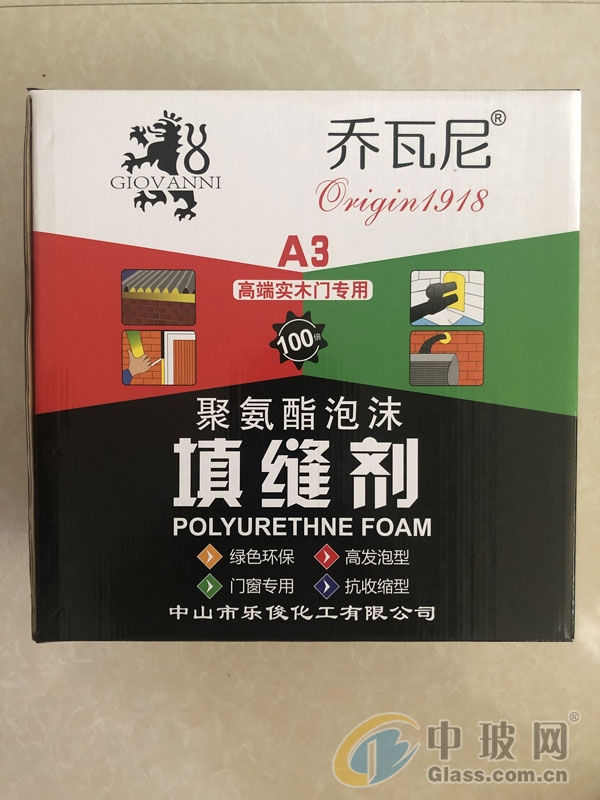 GIOVANNI
乔瓦尼®
Origin1918
A3
高端实木门专用
100倍
聚氨酯泡沫
填缝剂
POLYURETHNE FOAM
绿色环保 高发泡型
门窗专用 抗收缩型
中山市乐俊化工有限公司
中玻网®
Glass.com.cn